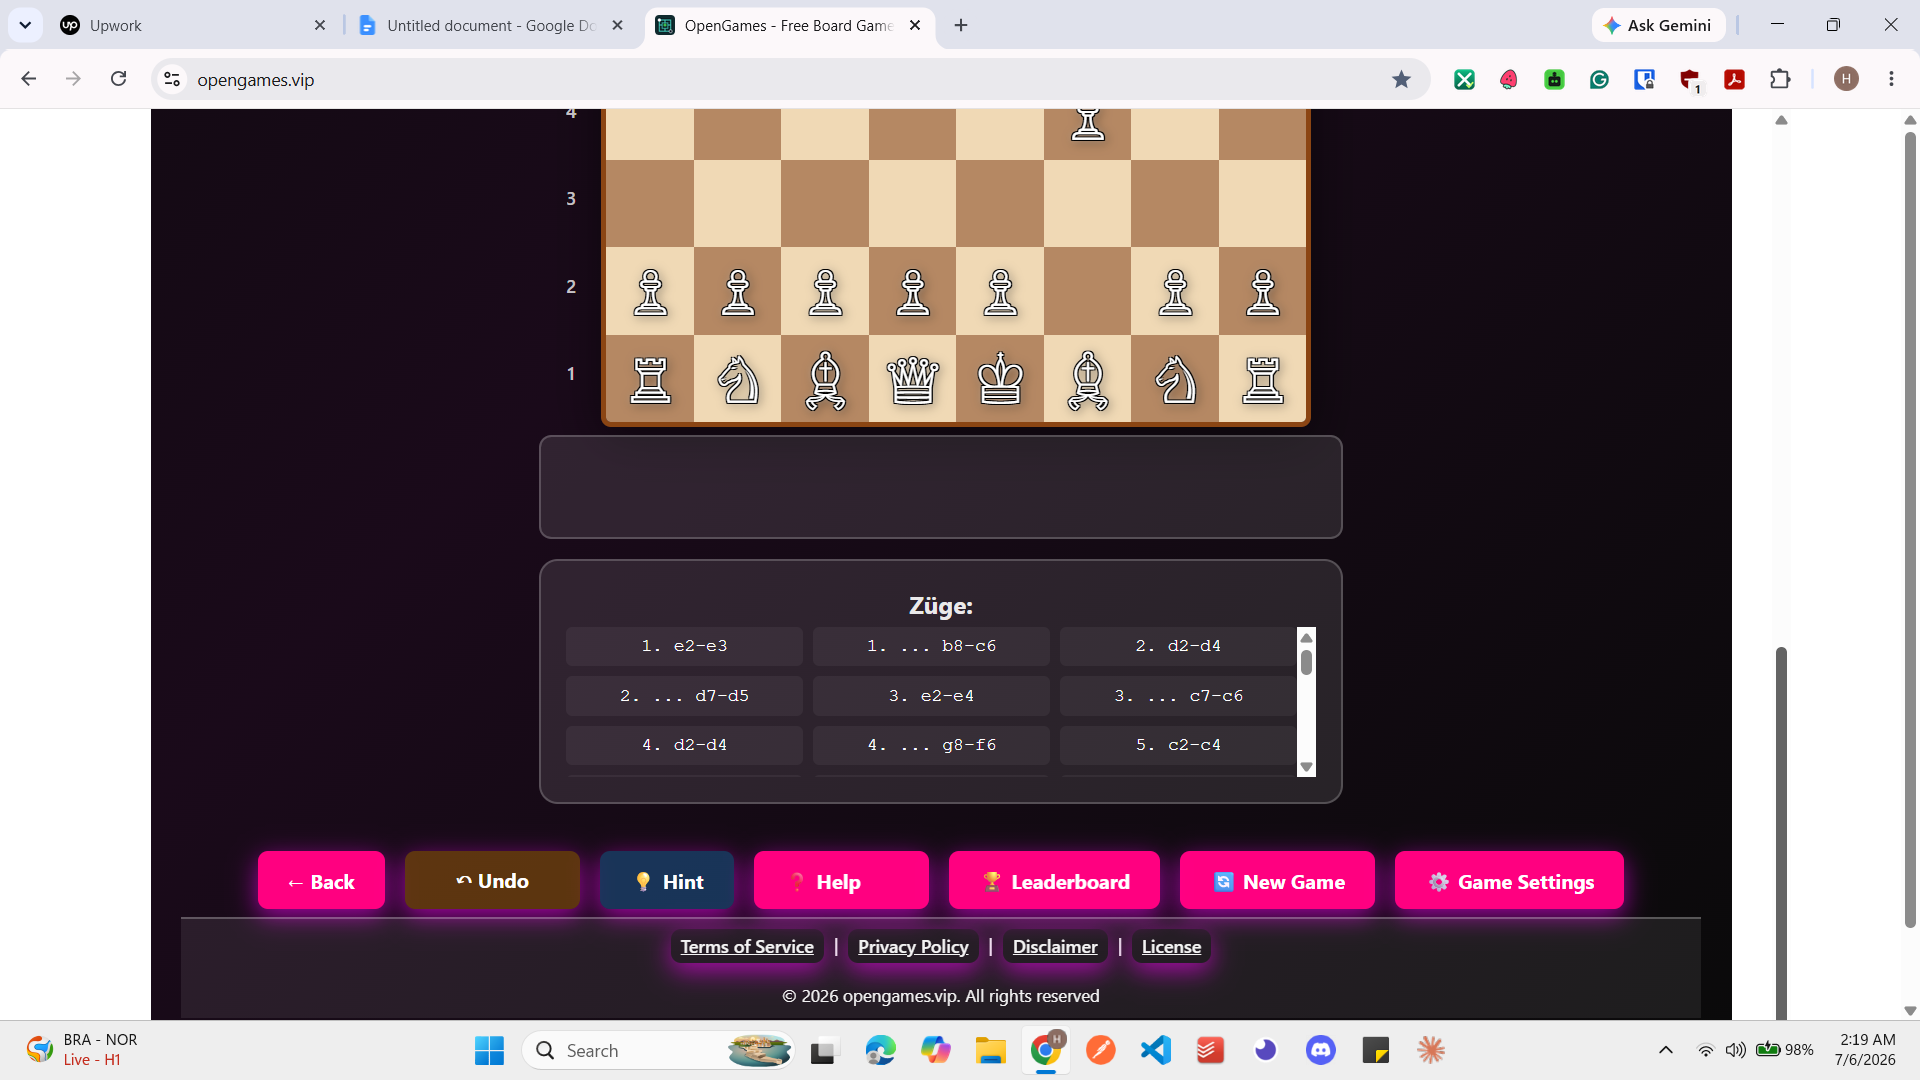 Upwork
Untitled document - Google Do
OpenGames - Free Board Game
Ask Gemini
opengames.vip
1
H
4
3
2
1
Züge:
1. e2-e3
1. ... b8-c6
2. d2-d4
2. ... d7-d5
3. e2-e4
3. ... c7-c6
4. d2-d4
4. ... g8-f6
5. c2-c4
← Back
↶ Undo
💡 Hint
❓ Help
🏆 Leaderboard
🔄 New Game
⚙️ Game Settings
Terms of Service | Privacy Policy | Disclaimer | License
© 2026 opengames.vip. All rights reserved
BRA - NOR
Live - H1
Search
H
98%
2:19 AM
7/6/2026